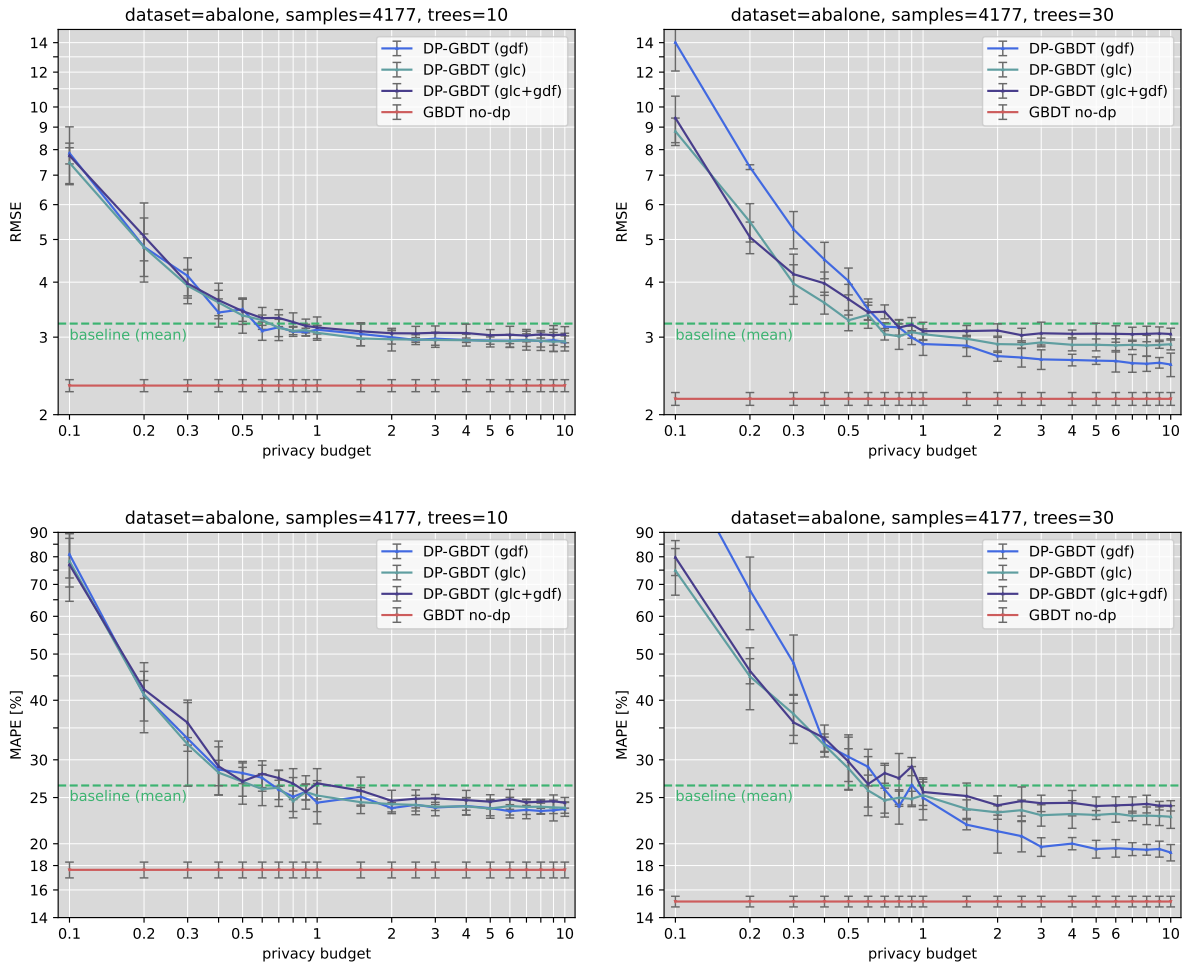 dataset=abalone, samples=4177, trees=10
14
12
10
9
8
7
6
5
4
3
2
RMSE
DP-GBDT (gdf)
DP-GBDT (glc)
DP-GBDT (glc+gdf)
GBDT no-dp
baseline (mean)
0.1 0.2 0.3 0.5 1 2 3 4 5 6 10
privacy budget
dataset=abalone, samples=4177, trees=30
14
12
10
9
8
7
6
5
4
3
2
RMSE
DP-GBDT (gdf)
DP-GBDT (glc)
DP-GBDT (glc+gdf)
GBDT no-dp
baseline (mean)
0.1 0.2 0.3 0.5 1 2 3 4 5 6 10
privacy budget
dataset=abalone, samples=4177, trees=10
90
80
70
60
50
40
30
25
20
18
16
14
MAPE [%]
DP-GBDT (gdf)
DP-GBDT (glc)
DP-GBDT (glc+gdf)
GBDT no-dp
baseline (mean)
0.1 0.2 0.3 0.5 1 2 3 4 5 6 10
privacy budget
dataset=abalone, samples=4177, trees=30
90
80
70
60
50
40
30
25
20
18
16
14
MAPE [%]
DP-GBDT (gdf)
DP-GBDT (glc)
DP-GBDT (glc+gdf)
GBDT no-dp
baseline (mean)
0.1 0.2 0.3 0.5 1 2 3 4 5 6 10
privacy budget